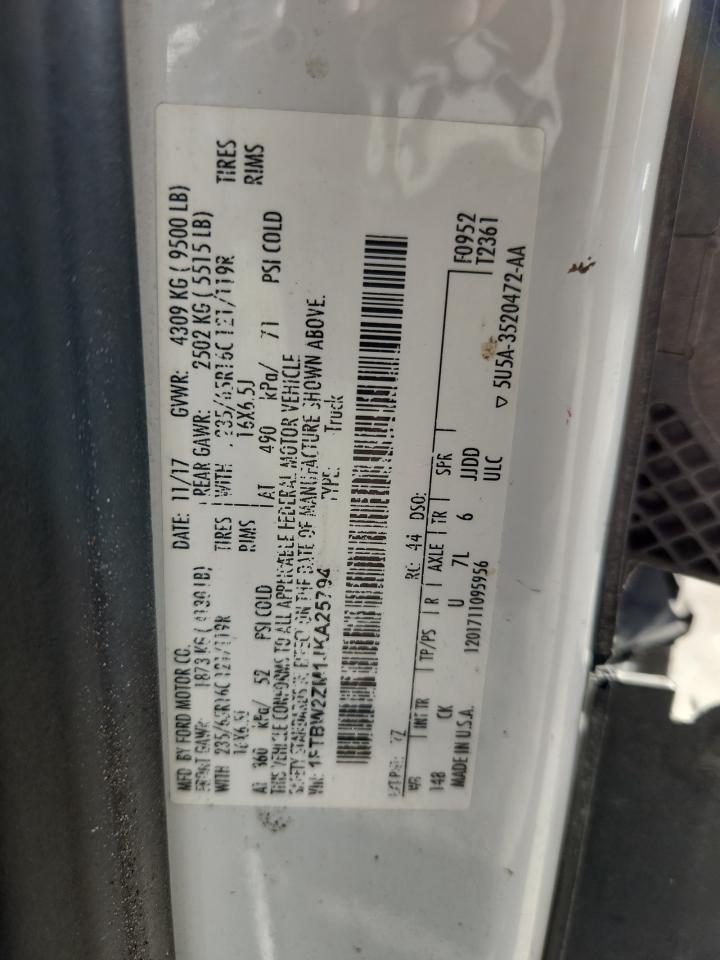 MFD BY FORD MOTOR CO. DATE: 11/17 GVWR: 4309 KG ( 9500 LB)
FRONT GAWR: 1873 KG ( 4130 LB) REAR GAWR: 2502 KG ( 5515 LB)
WITH 235/65R16C 121/119R TIRES WITH 235/65R16C 121/119R TIRES
16X6.5J RIMS 16X6.5J RIMS
AT 360 kPa/ 52 PSI COLD AT 490 kPa/ 71 PSI COLD
THIS VEHICLE CONFORMS TO ALL APPLICABLE FEDERAL MOTOR VEHICLE
SAFETY STANDARDS IN EFFECT ON THE DATE OF MANUFACTURE SHOWN ABOVE.
VIN: 1FTBW2ZM1JKA25794 TYPE: Truck
EXT PNT: YZ RC: 44 DSO: F0952
WB INT TR TP/PS R AXLE TR SPR T2361
148 CK U 7L 6 JJDD
MADE IN U.S.A. 1201711095956 ULC
▽ 5U5A-3520472-AA